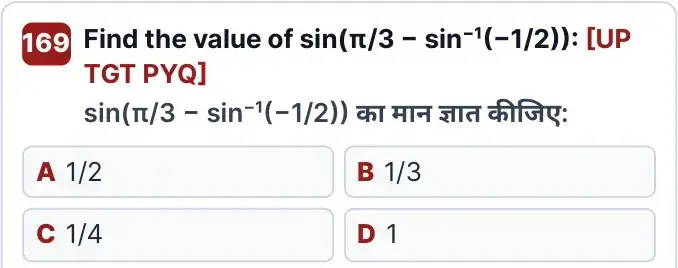 169 Find the value of sin(π/3 − sin⁻¹(−1/2)): [UP
TGT PYQ]
sin(π/3 − sin⁻¹(−1/2)) का मान ज्ञात कीजिए:
A 1/2
B 1/3
C 1/4
D 1